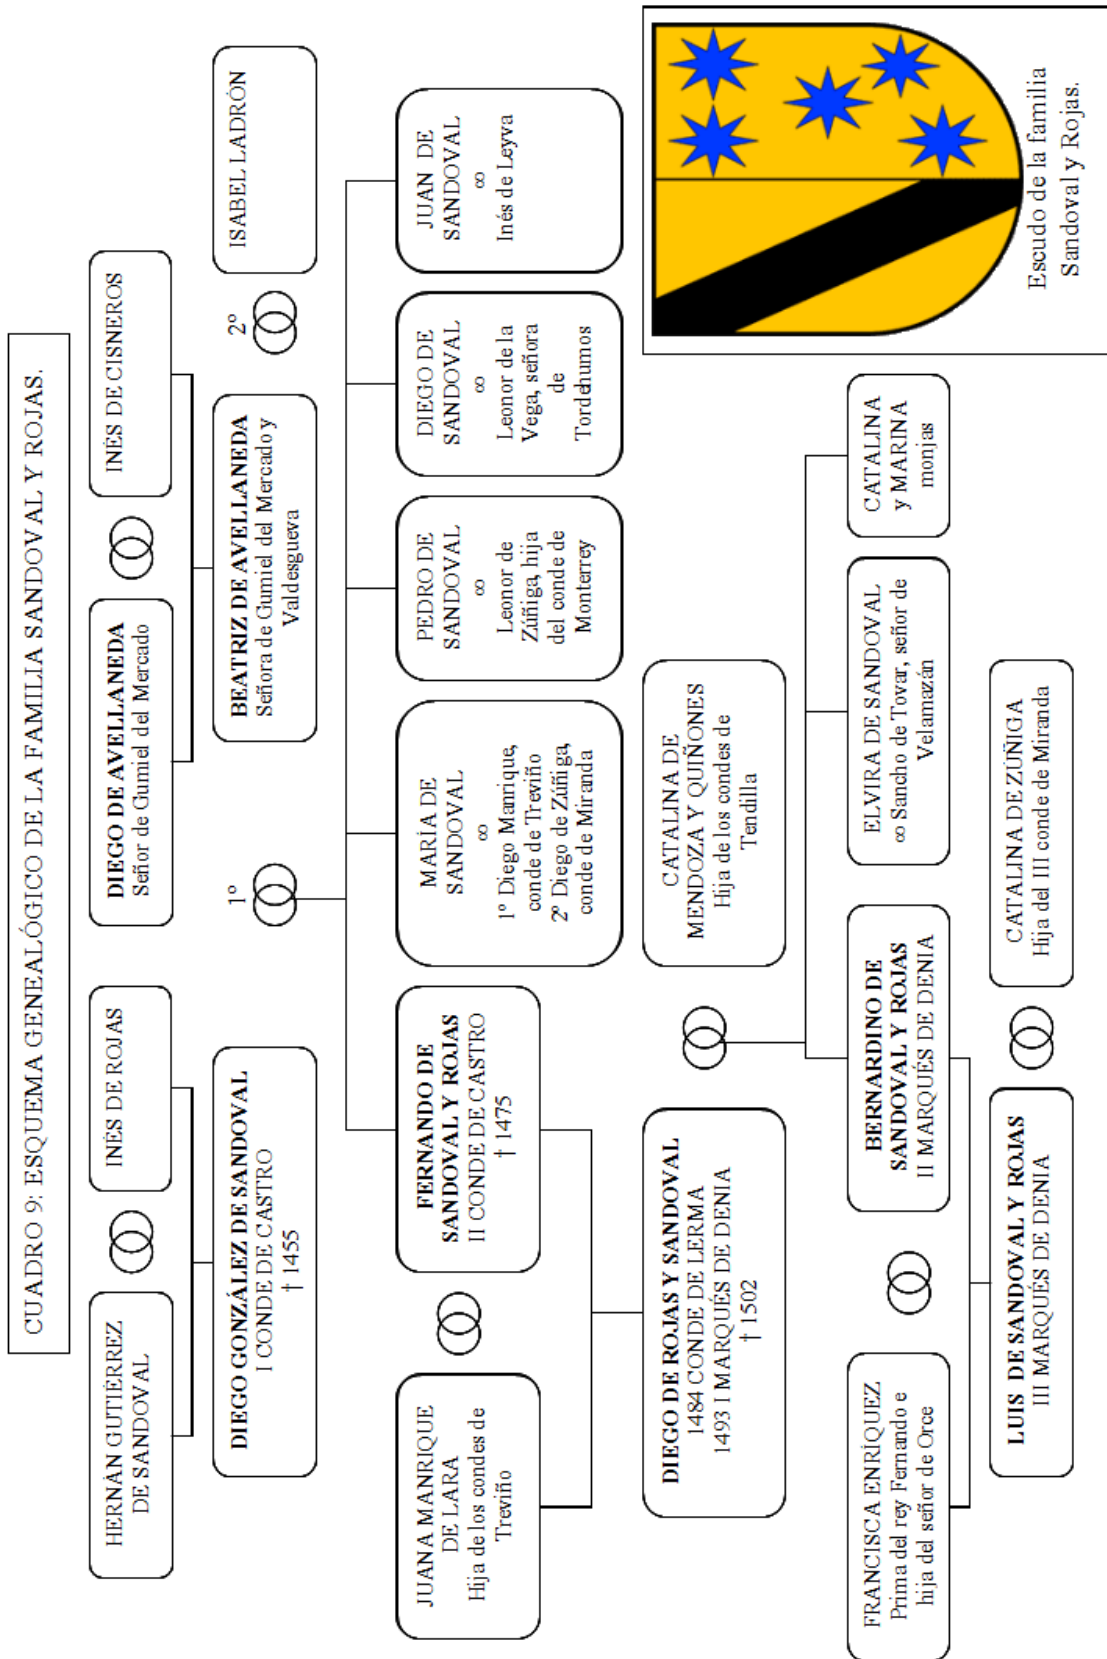 CUADRO 9: ESQUEMA GENEALÓGICO DE LA FAMILIA SANDOVAL Y ROJAS.
HERNÁN GUTIÉRREZ
DE SANDOVAL
INÉS DE ROJAS
DIEGO DE AVELLANEDA
Señor de Gumiel del Mercado
INÉS DE CISNEROS
DIEGO GONZÁLEZ DE SANDOVAL
I CONDE DE CASTRO
† 1455
1º
BEATRIZ DE AVELLANEDA
Señora de Gumiel del Mercado y
Valdesgueva
2º
ISABEL LADRÓN
JUANA MANRIQUE
DE LARA
Hija de los condes de
Treviño
FERNANDO DE
SANDOVAL Y ROJAS
II CONDE DE CASTRO
† 1475
MARÍA DE
SANDOVAL
∞
1º Diego Manrique,
conde de Treviño
2º Diego de Zúñiga,
conde de Miranda
PEDRO DE
SANDOVAL
∞
Leonor de
Zúñiga, hija
del conde de
Monterrey
DIEGO DE
SANDOVAL
∞
Leonor de la
Vega, señora
de
Tordehumos
JUAN DE
SANDOVAL
∞
Inés de Leyva
DIEGO DE ROJAS Y SANDOVAL
1484 CONDE DE LERMA
1493 I MARQUÉS DE DENIA
† 1502
CATALINA DE
MENDOZA Y QUIÑONES
Hija de los condes de
Tendilla
FRANCISCA ENRÍQUEZ
Prima del rey Fernando e
hija del señor de Orce
BERNARDINO DE
SANDOVAL Y ROJAS
II MARQUÉS DE DENIA
ELVIRA DE SANDOVAL
∞ Sancho de Tovar, señor de
Velamazán
CATALINA
y MARINA
monjas
LUIS DE SANDOVAL Y ROJAS
III MARQUÉS DE DENIA
CATALINA DE ZÚÑIGA
Hija del III conde de Miranda
Escudo de la familia
Sandoval y Rojas.